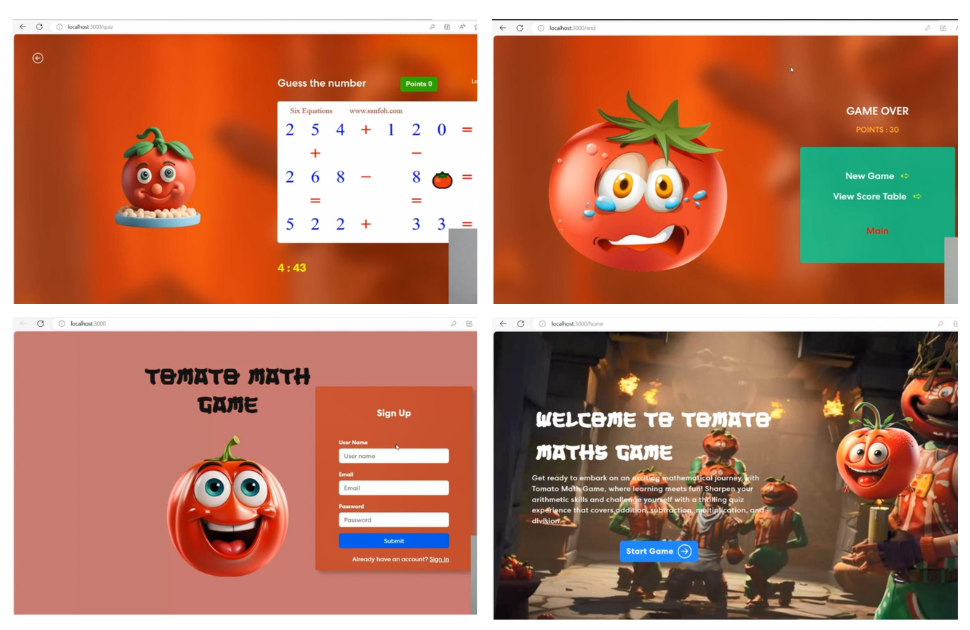 localhost:3000/quiz
Guess the number
Points 0
Six Equations www.sanfoh.com
2 5 4 + 1 2 0 =
+ −
2 6 8 − 8 =
= =
5 2 2 + 3 3 =
4 : 43
localhost:3000/end
GAME OVER
POINTS : 30
New Game
View Score Table
Main
localhost:3000
TOMATO MATH
GAME
Sign Up
User Name
User name
Email
Email
Password
Password
Submit
Already have an account? Sign In
localhost:3000/home
WELCOME TO TOMATO
MATHS GAME
Get ready to embark on an exciting mathematical journey with
Tomato Math Game, where learning meets fun! Sharpen your
arithmetic skills and challenge yourself with a thrilling quiz
experience that covers addition, subtraction, multiplication, and
division.
Start Game